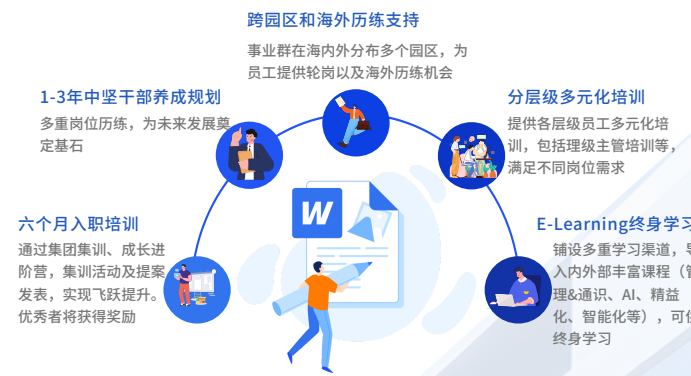 跨园区和海外历练支持
事业群在海内外分布多个园区，为
员工提供轮岗以及海外历练机会
1-3年中坚干部养成规划
多重岗位历练，为未来发展奠
定基石
分层级多元化培训
提供各层级员工多元化培
训，包括理级主管培训等，
满足不同岗位需求
六个月入职培训
通过集团集训、成长进
阶营，集训活动及提案
发表，实现飞跃提升。
优秀者将获得奖励
W
E-Learning终身学习
铺设多重学习渠道，导
入内外部丰富课程（管
理&通识、AI、精益
化、智能化等），可任
终身学习